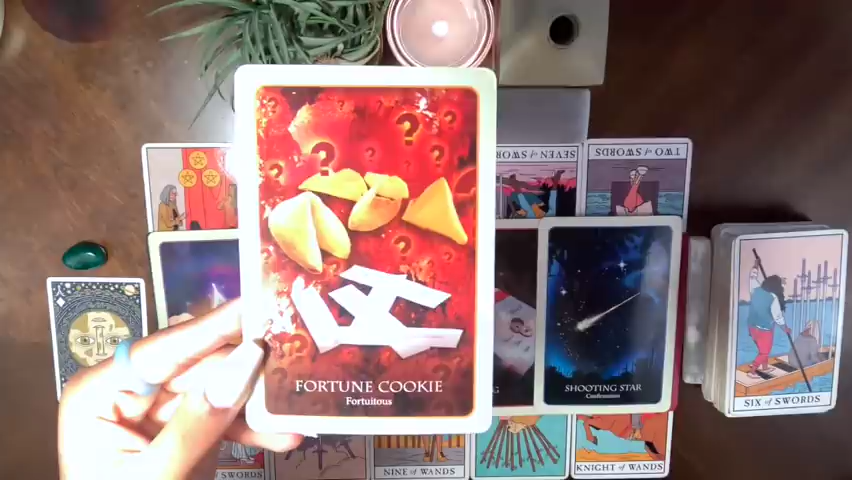 SEVEN of SWORDS
TWO of SWORDS
FORTUNE COOKIE
Fortuitous
SHOOTING STAR
Confirmation
SIX of SWORDS
SWORDS
NINE of WANDS
KNIGHT of WANDS